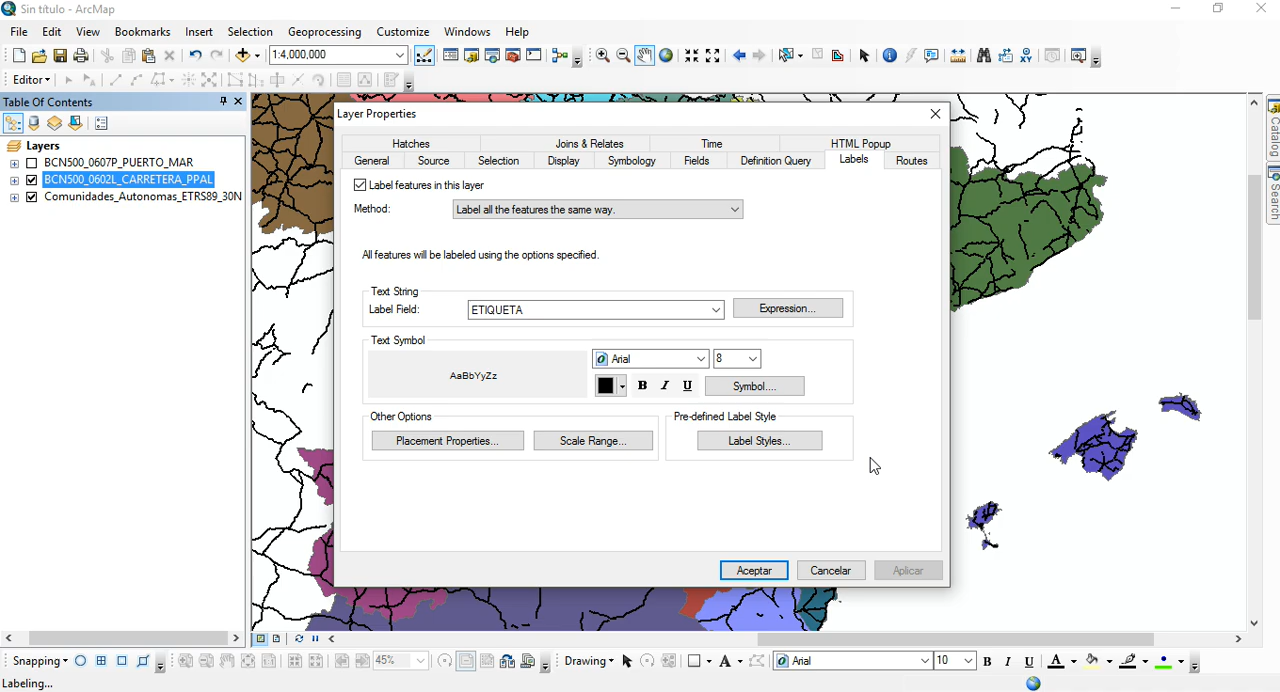 Sin título - ArcMap
File Edit View Bookmarks Insert Selection Geoprocessing Customize Windows Help
1:4,000,000
Editor
Table Of Contents
Layers
BCN500_0607P_PUERTO_MAR
BCN500_0602L_CARRETERA_PPAL
Comunidades_Autonomas_ETRS89_30N
Layer Properties
Hatches Joins & Relates Time HTML Popup
General Source Selection Display Symbology Fields Definition Query Labels Routes
Label features in this layer
Method: Label all the features the same way.
All features will be labeled using the options specified.
Text String
Label Field: ETIQUETA Expression...
Text Symbol
AaBbYyZz
Arial 8
B I U Symbol....
Other Options
Placement Properties... Scale Range...
Pre-defined Label Style
Label Styles...
Aceptar Cancelar Aplicar
Catalog
Search
Snapping 45% Drawing A Arial 10 B I U A
Labeling...